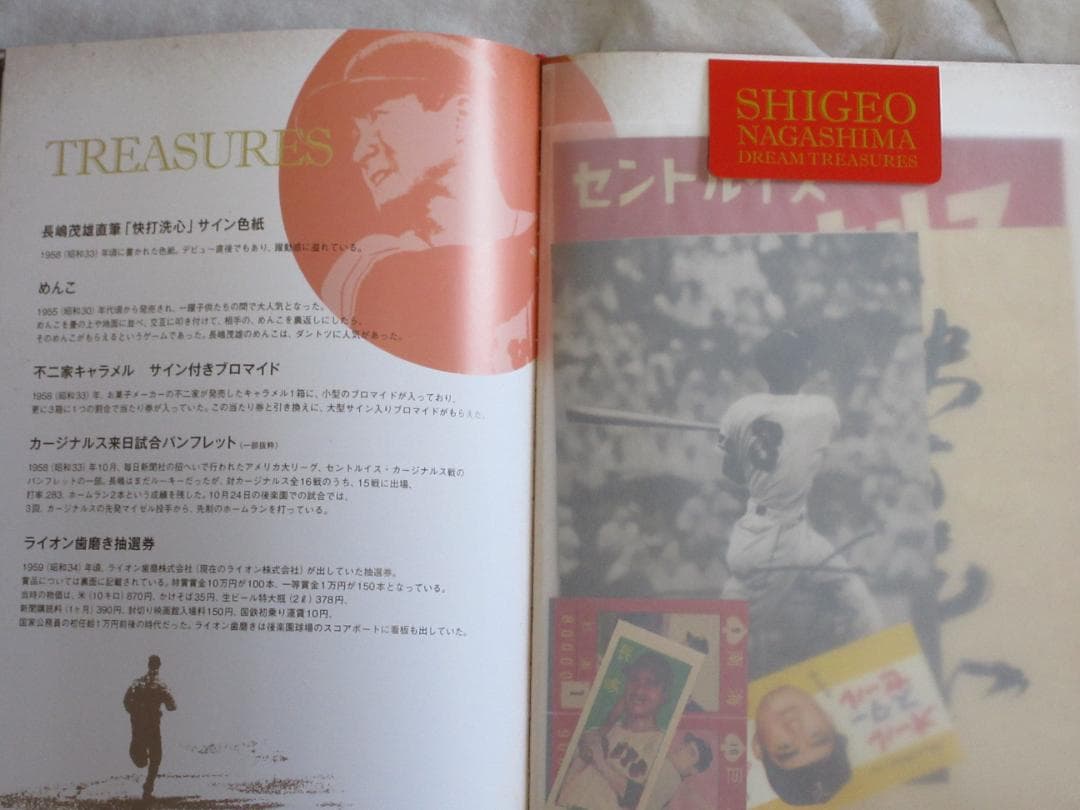 TREASURES
長嶋茂雄直筆「快打洗心」サイン色紙
1958(昭和33)年頃に書かれた色紙。デビュー直後でもあり、躍動感に溢れている。
めんこ
1955(昭和30)年代頃から発売され、一躍子供たちの間で大人気となった。
めんこを畳の上や地面に並べ、交互に叩き付けて、相手の、めんこを裏返しにしたら、
そのめんこがもらえるというゲームであった。長嶋茂雄のめんこは、ダントツに人気があった。
不二家キャラメル サイン付きブロマイド
1958(昭和33)年、お菓子メーカーの不二家が発売したキャラメル1箱に、小型のブロマイドが入っており、
更に3箱に1つの割合で当たり券が入っていた。この当たり券と引き換えに、大型サイン入りブロマイドがもらえた。
カージナルス来日試合パンフレット(一部抜粋)
1958(昭和33)年10月、毎日新聞社の招へいで行われたアメリカ大リーグ、セントルイス・カージナルス戦の
パンフレットの一部。長嶋はまだルーキーだったが、対カージナルス全16戦のうち、15戦に出場、
打率.283、ホームラン2本という成績を残した。10月24日の後楽園での試合では、
3回、カージナルスの先発マイゼル投手から、先制のホームランを打っている。
ライオン歯磨き抽選券
1959(昭和34)年頃、ライオン歯磨株式会社(現在のライオン株式会社)が出していた抽選券。
賞品については裏面に記載されている。特賞賞金10万円が100本、一等賞金1万円が150本となっている。
当時の物価は、米(10キロ)870円、かけそば35円、生ビール特大瓶(2ℓ)378円、
新聞購読料(1ヶ月)390円、封切り映画館入場料150円、国鉄初乗り運賃10円、
国家公務員の初任給1万円前後の時代だった。ライオン歯磨きは後楽園球場のスコアボードに看板も出していた。
SHIGEO
NAGASHIMA
DREAM TREASURES
セントルイス
3
長嶋
オール
スター